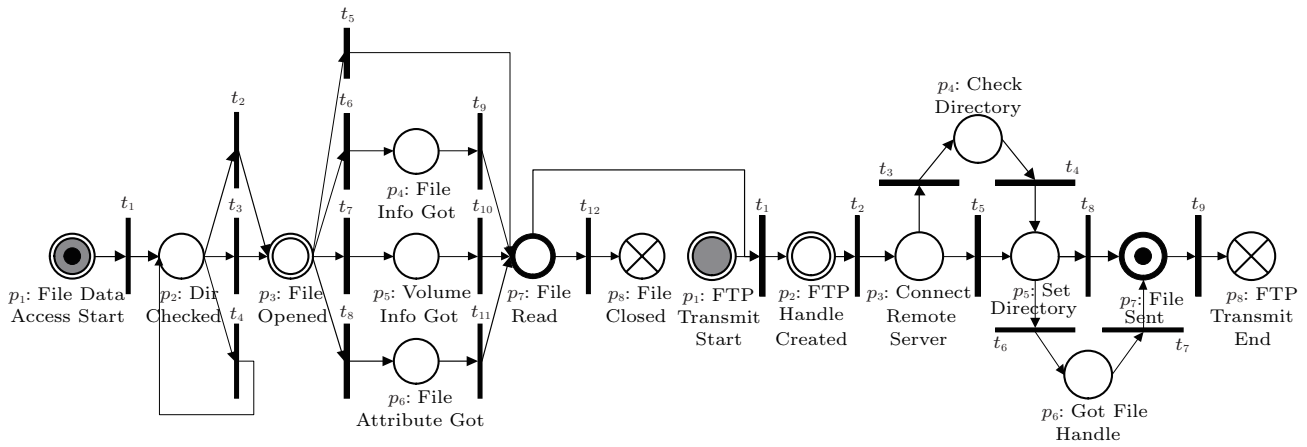 t5
t2
t6
t9
p4: File
Info Got
t1
t3
t7
t10
t12
p1: File Data
Access Start
p2: Dir
Checked
p3: File
Opened
p5: Volume
Info Got
p7: File
Read
p8: File
Closed
t4
t8
t11
p6: File
Attribute Got
p4: Check
Directory
t3
t4
t1
t2
t5
t8
t9
p1: FTP
Transmit
Start
p2: FTP
Handle
Created
p3: Connect
Remote
Server
p5: Set
Directory
p7: File
Sent
p8: FTP
Transmit
End
t6
t7
p6: Got File
Handle